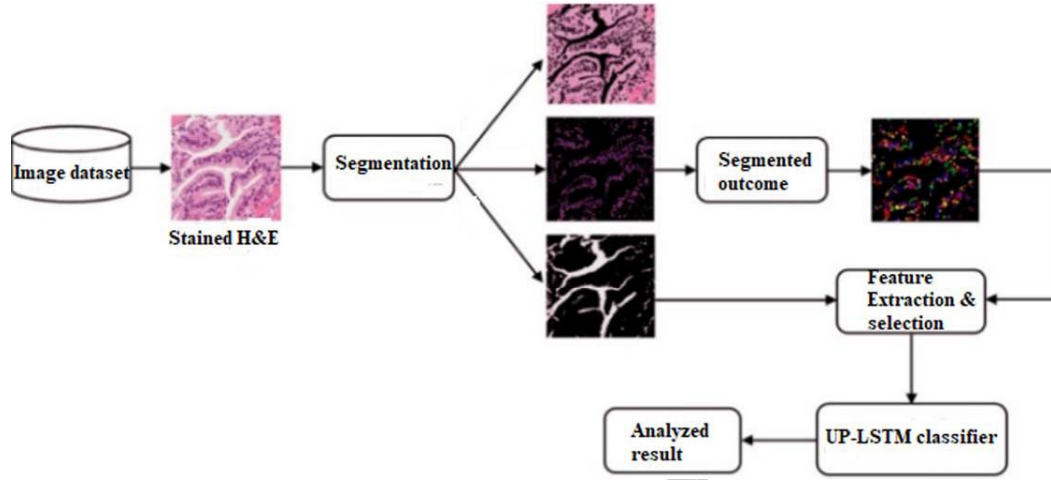 Image dataset
Stained H&E
Segmentation
Segmented
outcome
Feature
Extraction &
selection
UP-LSTM classifier
Analyzed
result